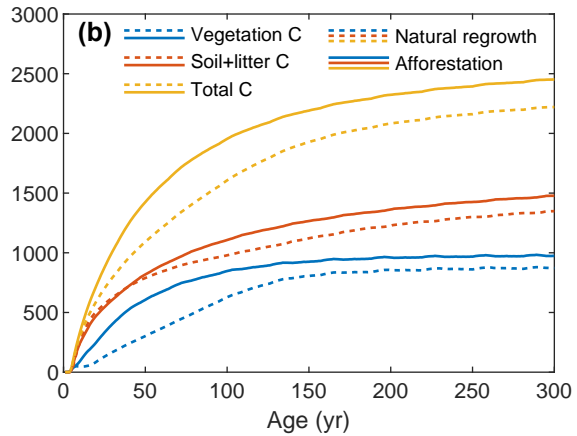 3000
(b)
Vegetation C
Natural regrowth
Soil+litter C
Afforestation
Total C
2500
2000
1500
1000
500
0
0 50 100 150 200 250 300
Age (yr)